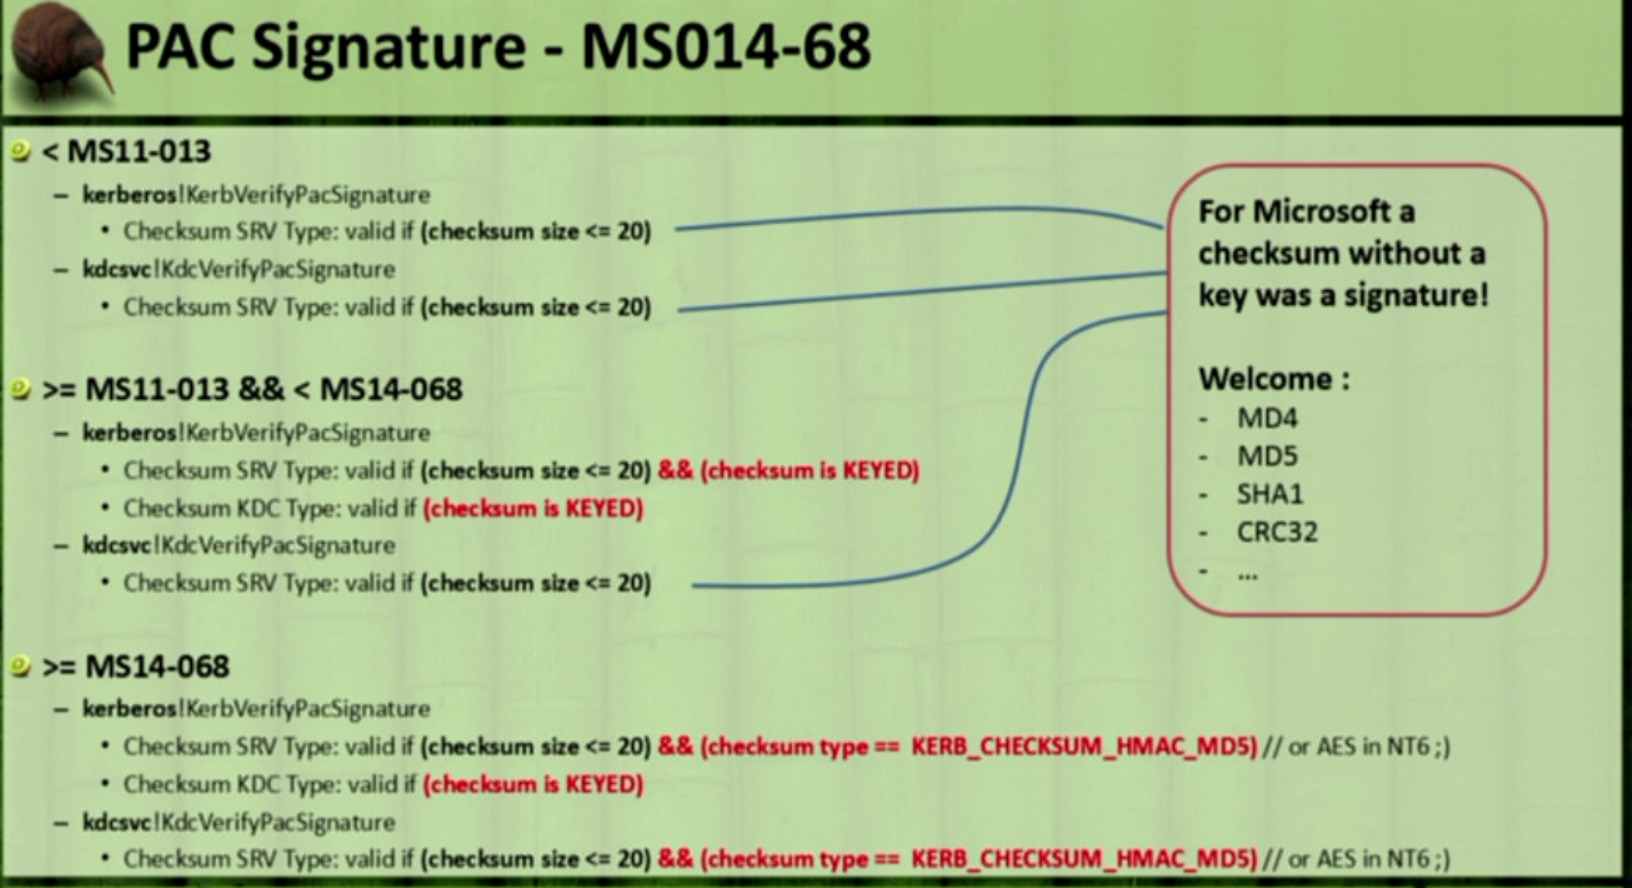 PAC Signature - MS014-68
< MS11-013
– kerberos!KerbVerifyPacSignature
• Checksum SRV Type: valid if (checksum size <= 20)
– kdcsvc!KdcVerifyPacSignature
• Checksum SRV Type: valid if (checksum size <= 20)
>= MS11-013 && < MS14-068
– kerberos!KerbVerifyPacSignature
• Checksum SRV Type: valid if (checksum size <= 20) && (checksum is KEYED)
• Checksum KDC Type: valid if (checksum is KEYED)
– kdcsvc!KdcVerifyPacSignature
• Checksum SRV Type: valid if (checksum size <= 20)
>= MS14-068
– kerberos!KerbVerifyPacSignature
• Checksum SRV Type: valid if (checksum size <= 20) && (checksum type == KERB_CHECKSUM_HMAC_MD5) // or AES in NT6 ;)
• Checksum KDC Type: valid if (checksum is KEYED)
– kdcsvc!KdcVerifyPacSignature
• Checksum SRV Type: valid if (checksum size <= 20) && (checksum type == KERB_CHECKSUM_HMAC_MD5) // or AES in NT6 ;)
For Microsoft a
checksum without a
key was a signature!
Welcome :
- MD4
- MD5
- SHA1
- CRC32
- ...